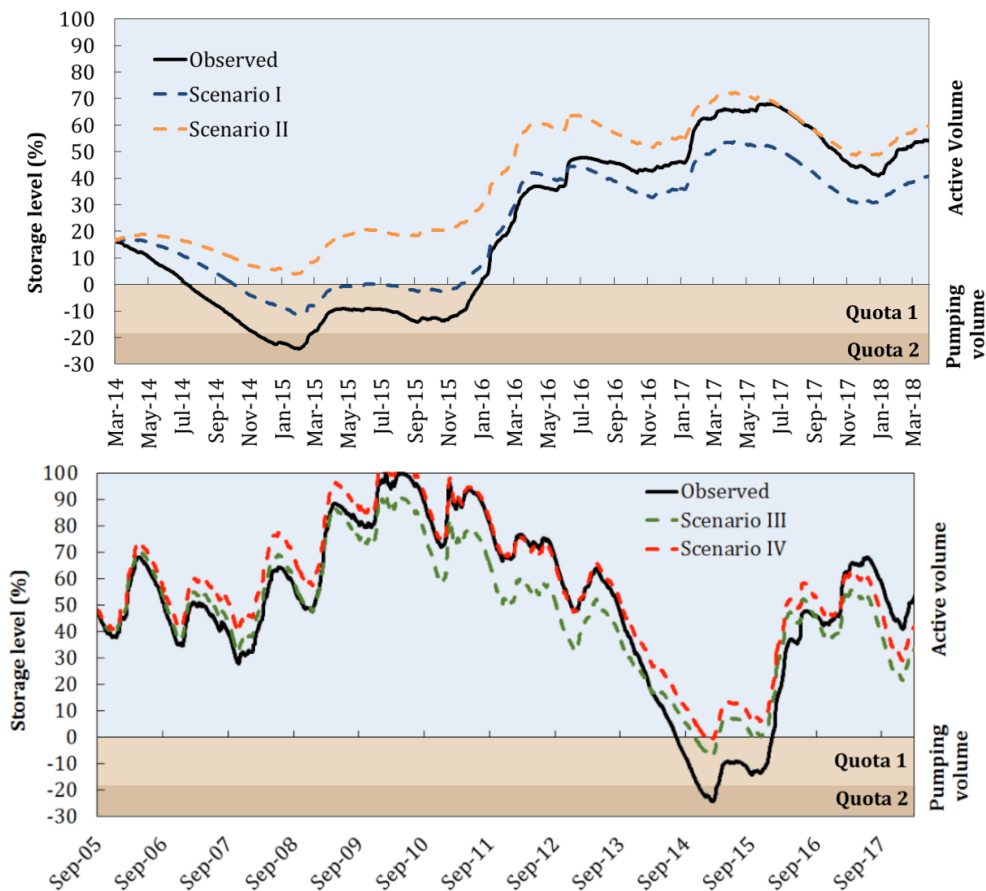 100
90
80
70
60
50
40
30
20
10
0
-10
-20
-30
Storage level (%)
Observed
Scenario I
Scenario II
Active Volume
Pumping
volume
Quota 1
Quota 2
Mar-14
May-14
Jul-14
Sep-14
Nov-14
Jan-15
Mar-15
May-15
Jul-15
Sep-15
Nov-15
Jan-16
Mar-16
May-16
Jul-16
Sep-16
Nov-16
Jan-17
Mar-17
May-17
Jul-17
Sep-17
Nov-17
Jan-18
Mar-18
100
90
80
70
60
50
40
30
20
10
0
-10
-20
-30
Storage level (%)
Observed
Scenario III
Scenario IV
Active volume
Pumping
volume
Quota 1
Quota 2
Sep-05
Sep-06
Sep-07
Sep-08
Sep-09
Sep-10
Sep-11
Sep-12
Sep-13
Sep-14
Sep-15
Sep-16
Sep-17